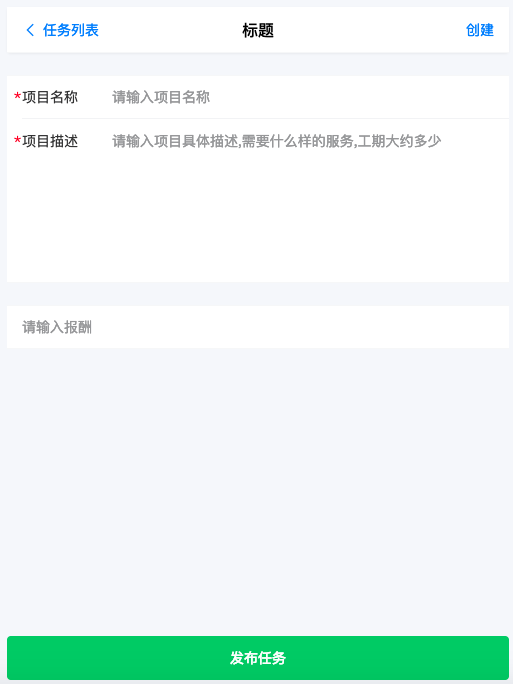 任务列表 标题 创建
*项目名称 请输入项目名称
*项目描述 请输入项目具体描述,需要什么样的服务,工期大约多少
请输入报酬
发布任务